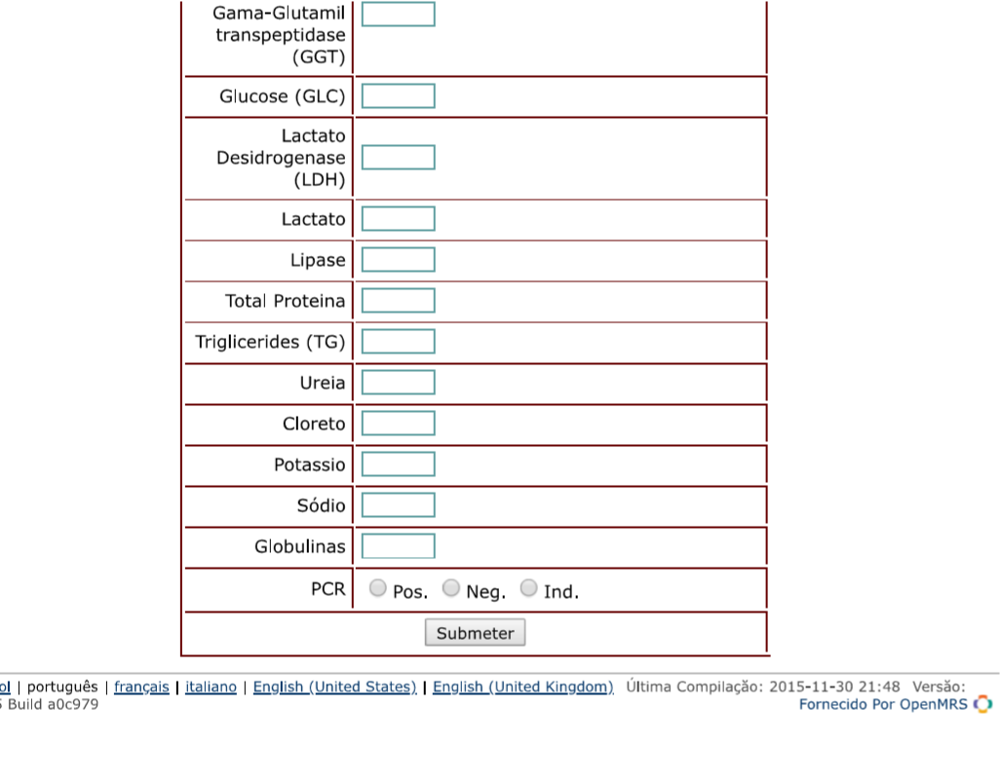 Gama-Glutamil
transpeptidase
(GGT)
Glucose (GLC)
Lactato
Desidrogenase
(LDH)
Lactato
Lipase
Total Proteina
Triglicerides (TG)
Ureia
Cloreto
Potassio
Sódio
Globulinas
PCR Pos. Neg. Ind.
Submeter
| português | français | italiano | English (United States) | English (United Kingdom) Última Compilação: 2015-11-30 21:48 Versão:
Build a0c979 Fornecido Por OpenMRS